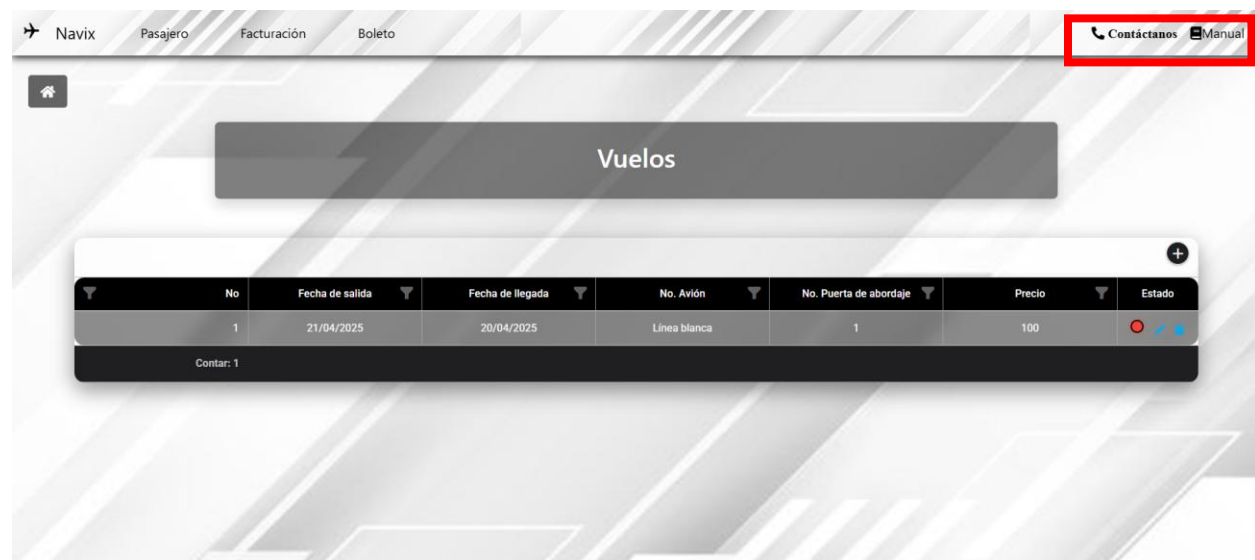 Navix Pasajero Facturación Boleto Contáctanos Manual
Vuelos
No Fecha de salida Fecha de llegada No. Avión No. Puerta de abordaje Precio Estado
1 21/04/2025 20/04/2025 Línea blanca 1 100
Contar: 1